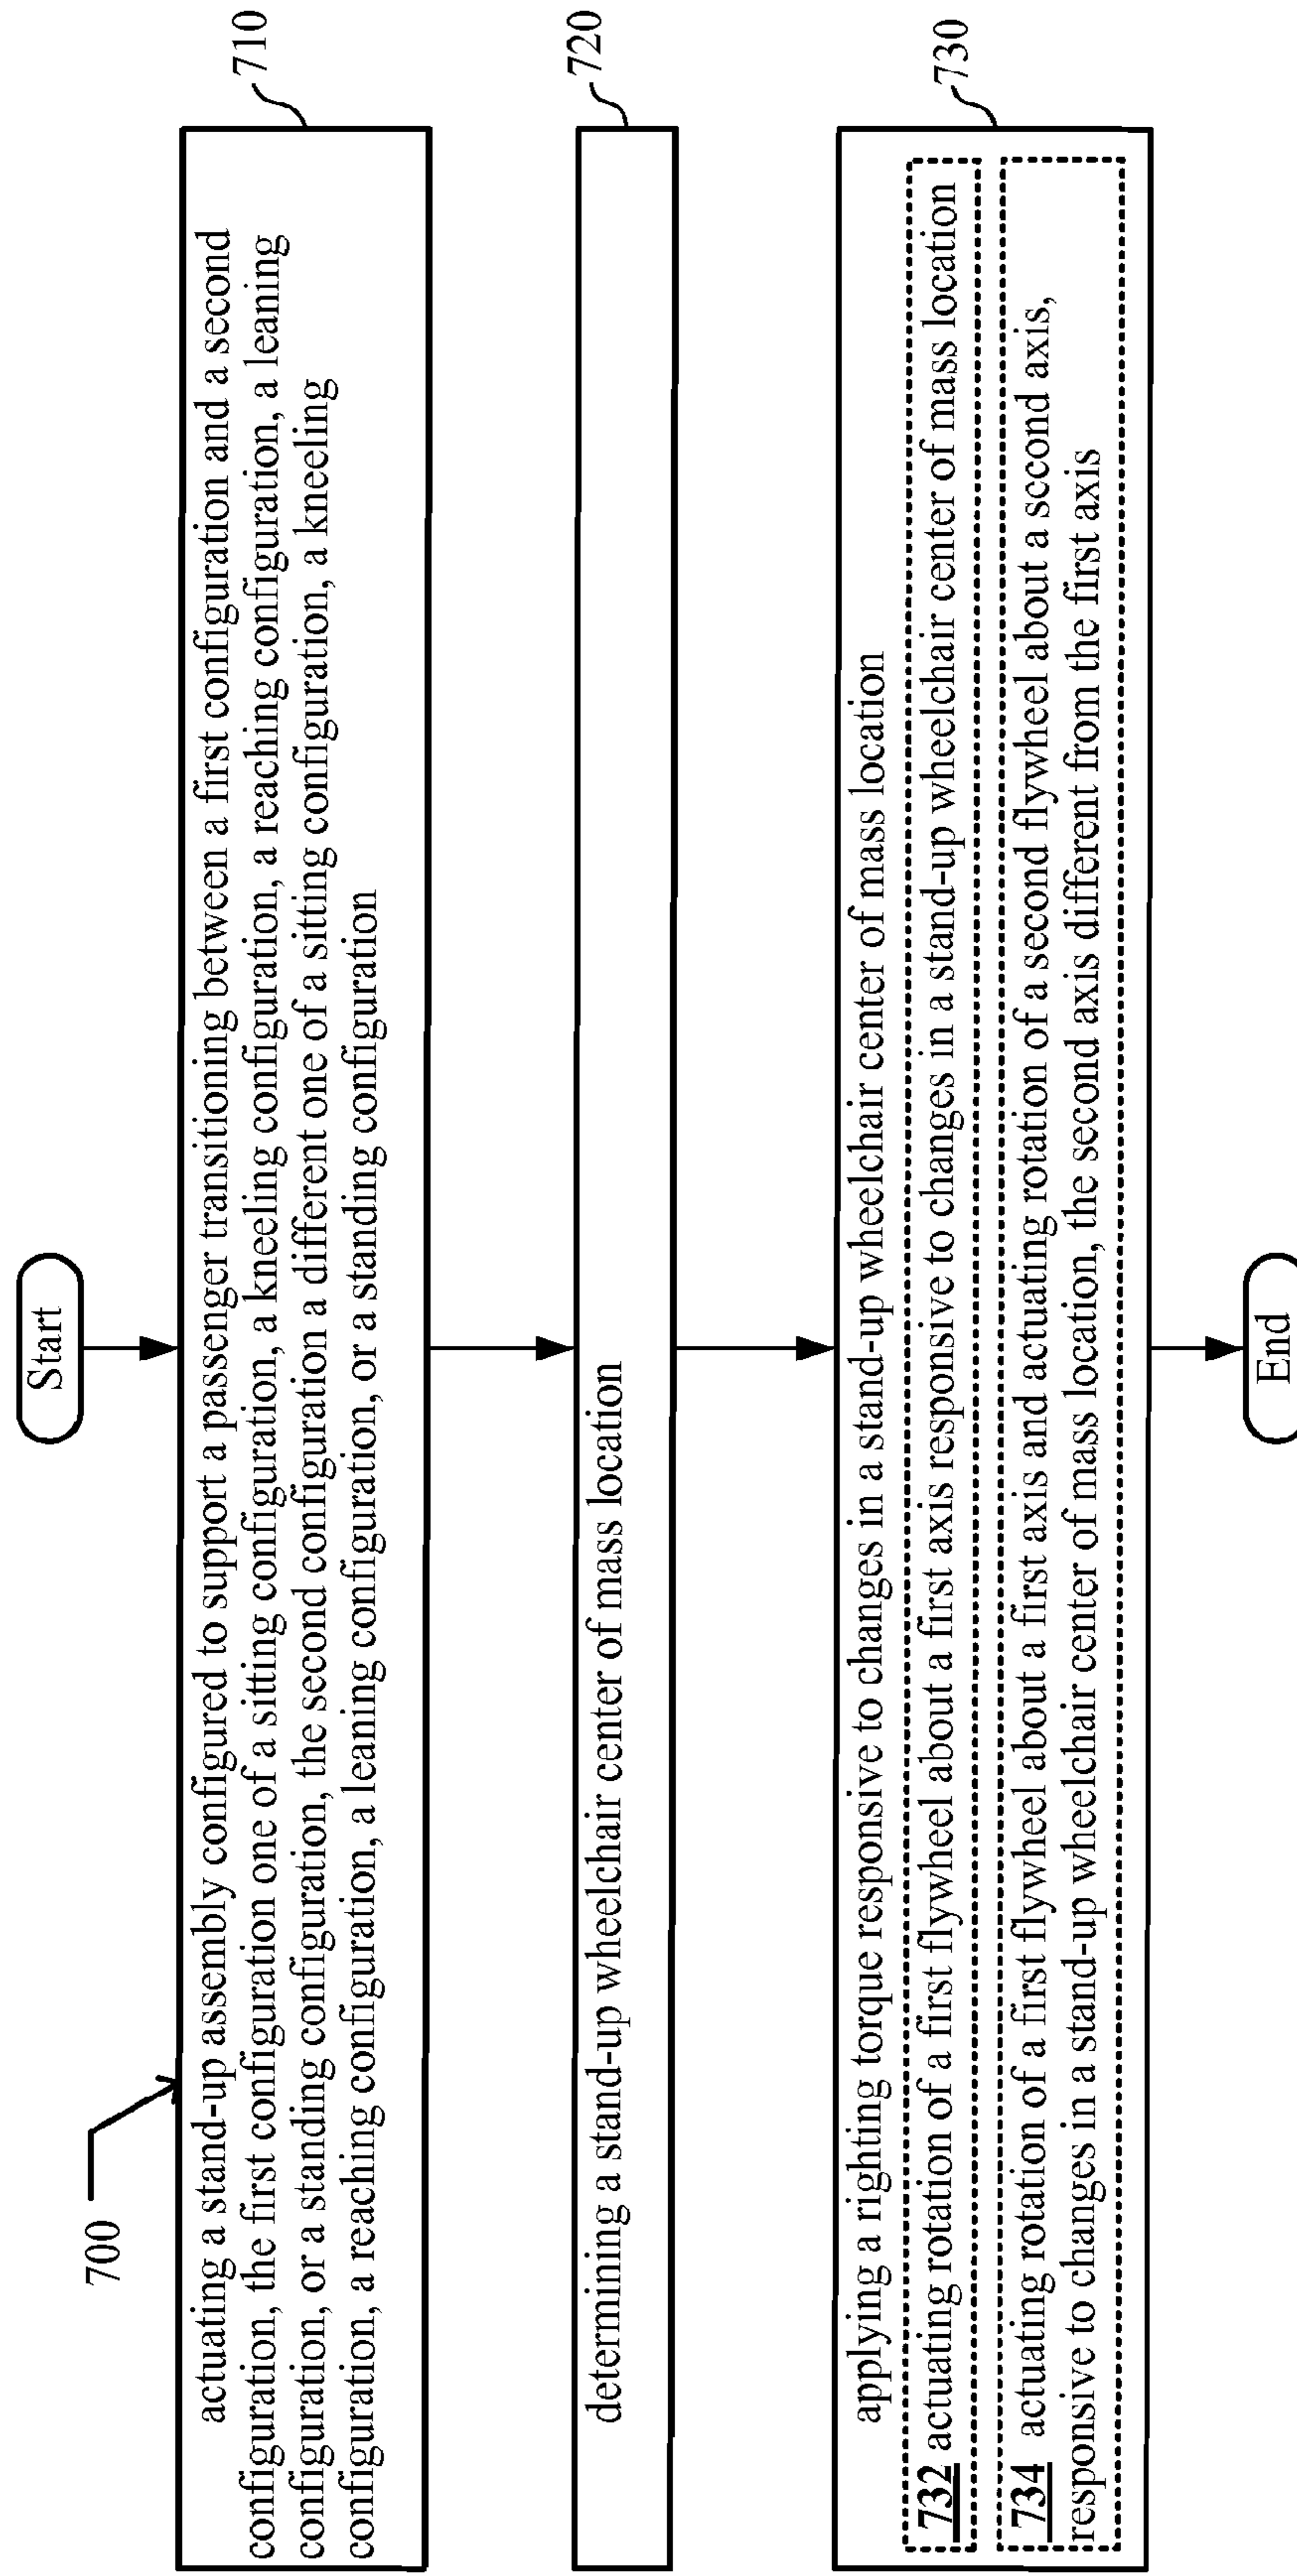 700
Start
actuating a stand-up assembly configured to support a passenger transitioning between a first configuration and a second
configuration, the first configuration one of a sitting configuration, a kneeling configuration, a reaching configuration, a leaning
configuration, or a standing configuration, the second configuration a different one of a sitting configuration, a kneeling
configuration, a reaching configuration, a leaning configuration, or a standing configuration
710
determining a stand-up wheelchair center of mass location
720
applying a righting torque responsive to changes in a stand-up wheelchair center of mass location
730
732 actuating rotation of a first flywheel about a first axis responsive to changes in a stand-up wheelchair center of mass location
734 actuating rotation of a first flywheel about a first axis and actuating rotation of a second flywheel about a second axis,
responsive to changes in a stand-up wheelchair center of mass location, the second axis different from the first axis
End